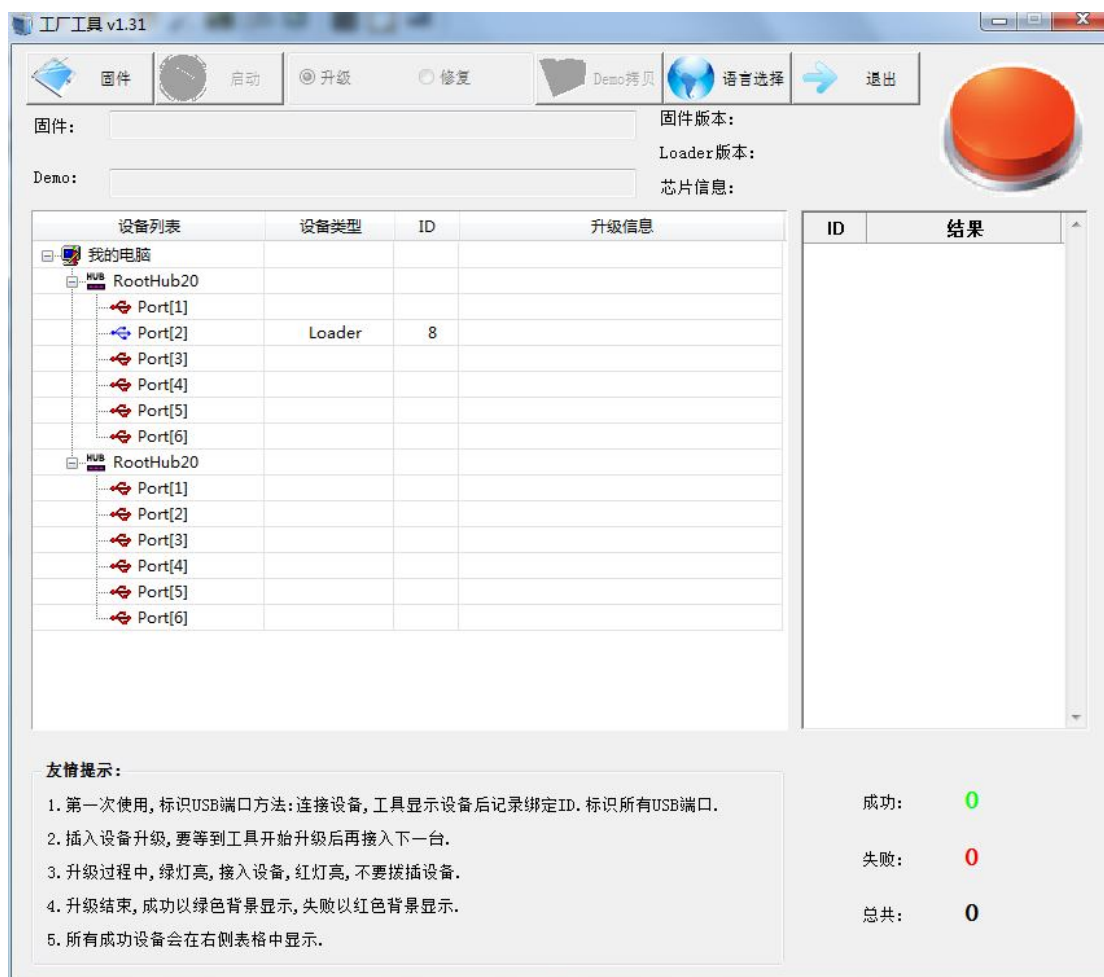 工厂工具 v1.31
固件 启动 升级 修复 Demo拷贝 语言选择 退出
固件: 固件版本:
Loader版本:
Demo: 芯片信息:
设备列表 设备类型 ID 升级信息 ID 结果
我的电脑
HUB RootHub20
Port[1]
Port[2] Loader 8
Port[3]
Port[4]
Port[5]
Port[6]
HUB RootHub20
Port[1]
Port[2]
Port[3]
Port[4]
Port[5]
Port[6]
友情提示:
1. 第一次使用, 标识USB端口方法:连接设备, 工具显示设备后记录绑定ID. 标识所有USB端口.
2. 插入设备升级, 要等到工具开始升级后再接入下一台.
3. 升级过程中, 绿灯亮, 接入设备, 红灯亮, 不要拨插设备.
4. 升级结束, 成功以绿色背景显示, 失败以红色背景显示.
5. 所有成功设备会在右侧表格中显示.
成功: 0
失败: 0
总共: 0